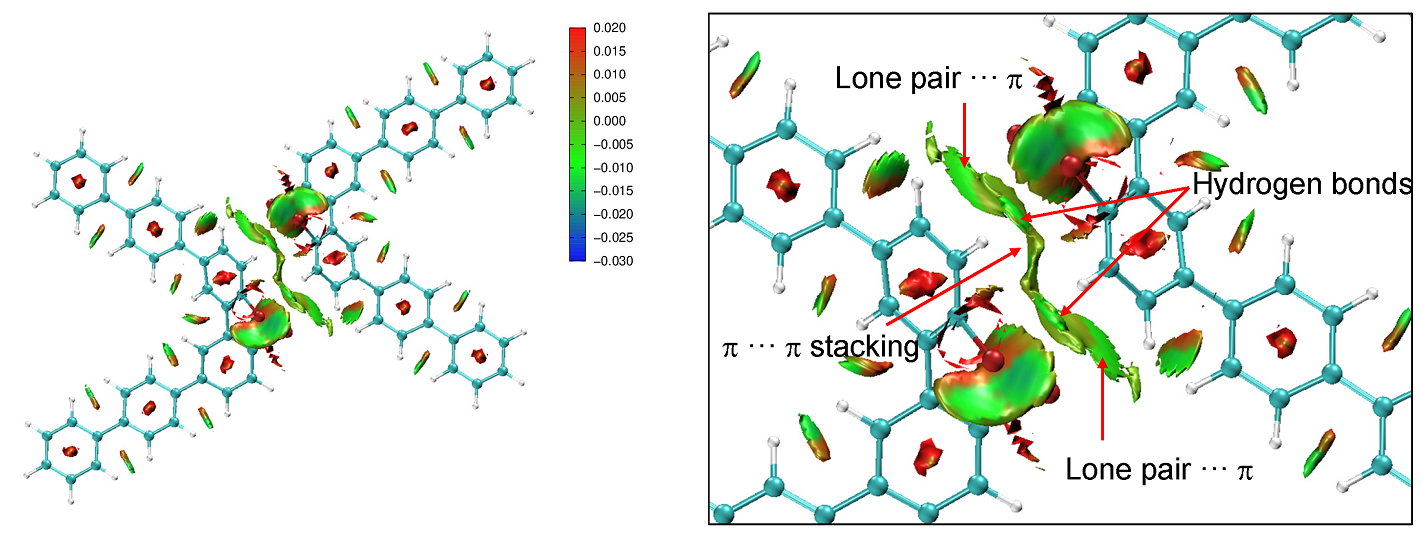 0.020
0.015
0.010
0.005
0.000
−0.005
−0.010
−0.015
−0.020
−0.025
−0.030
Lone pair ··· π
Hydrogen bonds
π ··· π stacking
Lone pair ··· π